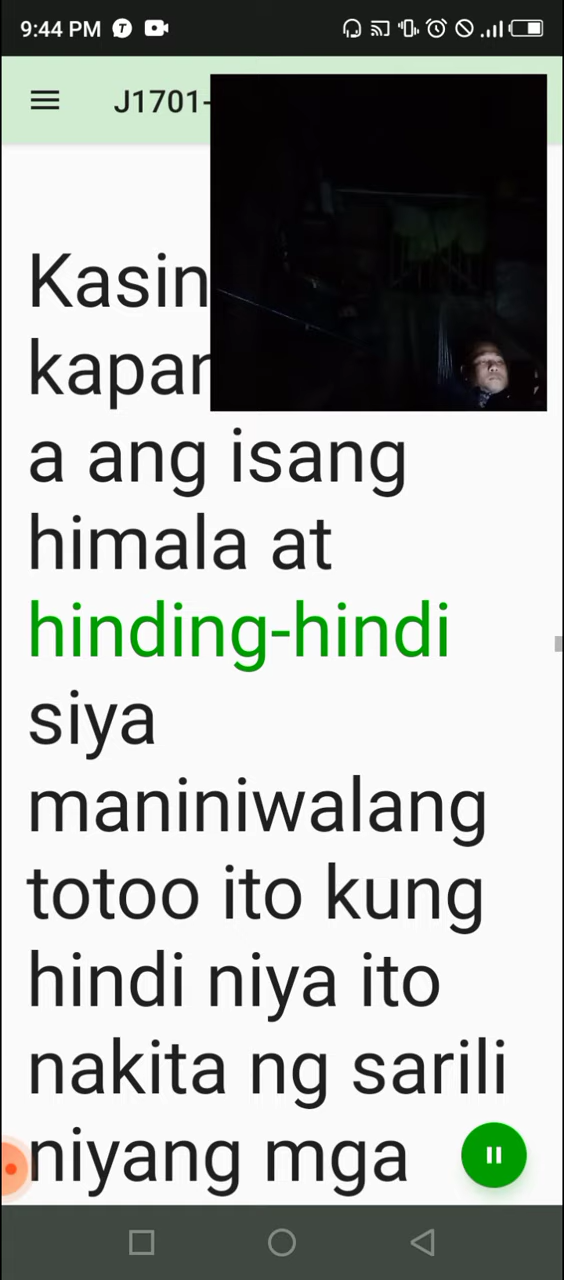 9:44 PM
J1701-
Kasin
kapan
a ang isang
himala at
hinding-hindi
siya
maniniwalang
totoo ito kung
hindi niya ito
nakita ng sarili
niyang mga